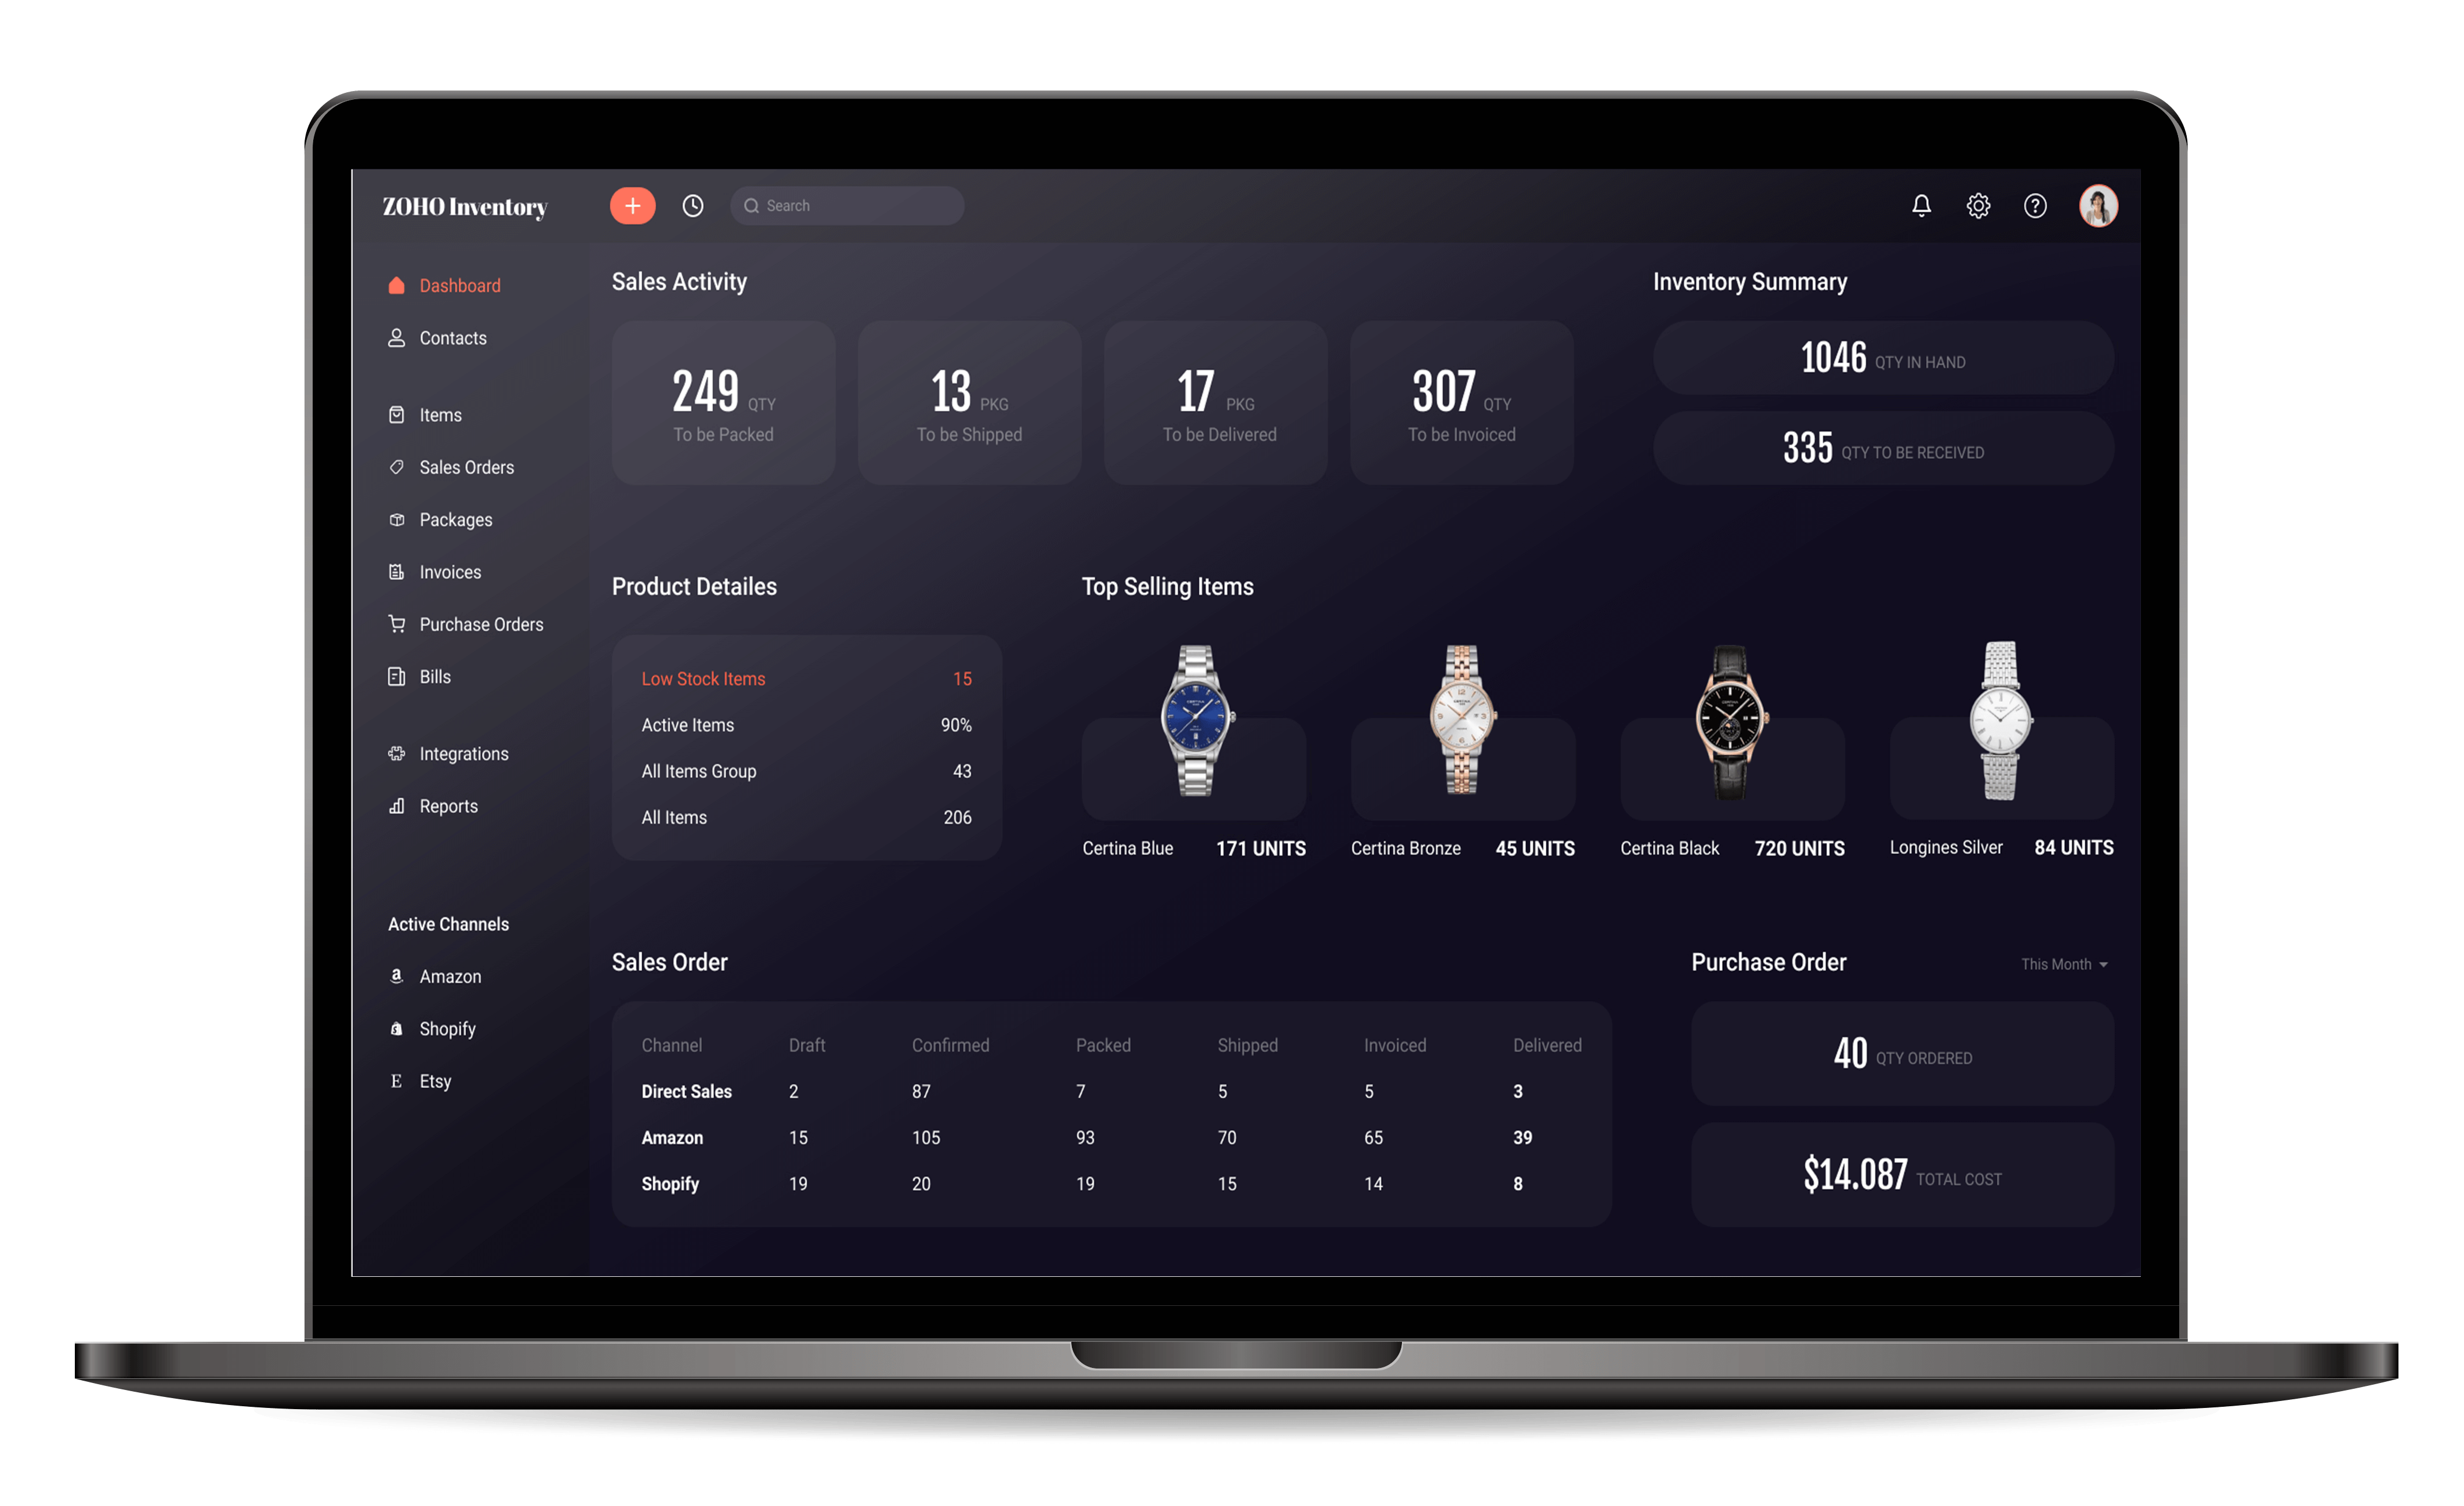 ZOHO Inventory
Search
Dashboard
Contacts
Items
Sales Orders
Packages
Invoices
Purchase Orders
Bills
Integrations
Reports
Active Channels
Amazon
Shopify
E Etsy
Sales Activity
249 QTY
To be Packed
13 PKG
To be Shipped
17 PKG
To be Delivered
307 QTY
To be Invoiced
Inventory Summary
1046 QTY IN HAND
335 QTY TO BE RECEIVED
Product Detailes
Low Stock Items 15
Active Items 90%
All Items Group 43
All Items 206
Top Selling Items
Certina Blue 171 UNITS
Certina Bronze 45 UNITS
Certina Black 720 UNITS
Longines Silver 84 UNITS
Sales Order
Channel Draft Confirmed Packed Shipped Invoiced Delivered
Direct Sales 2 87 7 5 5 3
Amazon 15 105 93 70 65 39
Shopify 19 20 19 15 14 8
Purchase Order
This Month
40 QTY ORDERED
$14.087 TOTAL COST